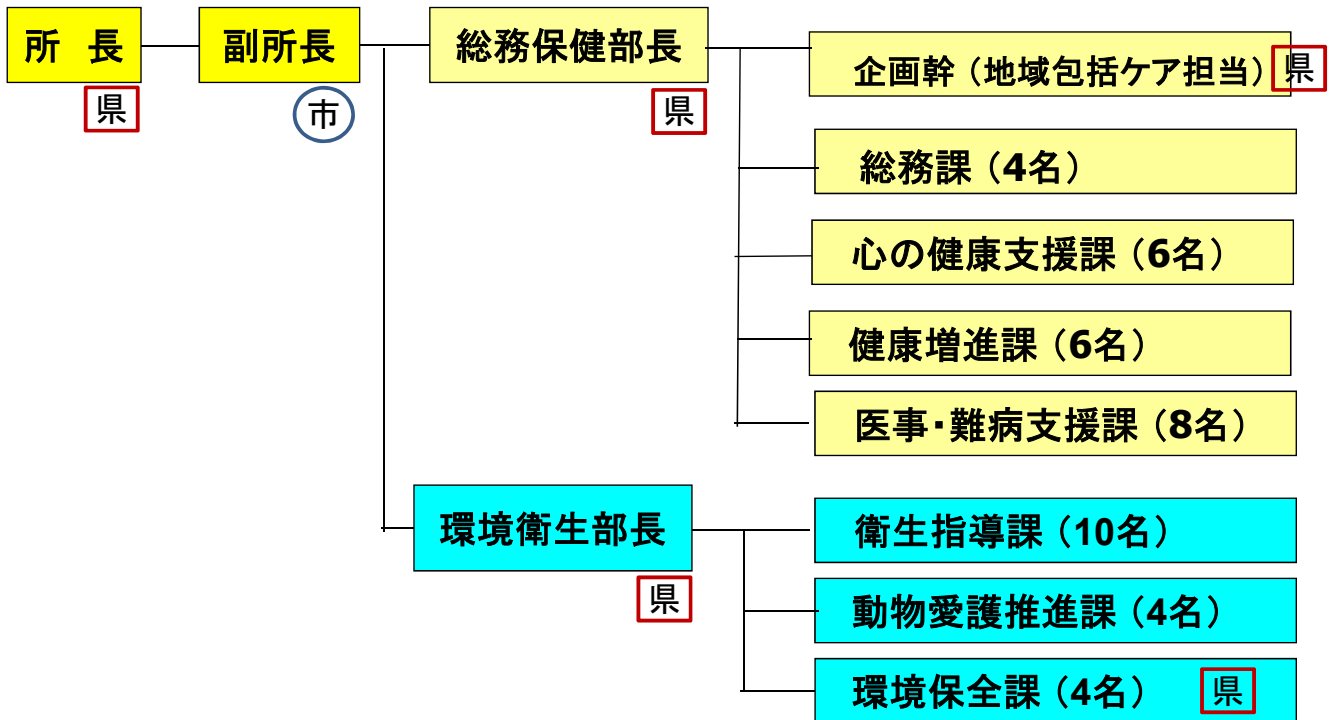 所　長
県
副所長
市
総務保健部長
県
企画幹（地域包括ケア担当）
県
総務課（4名）
心の健康支援課（6名）
健康増進課（6名）
医事・難病支援課（8名）
環境衛生部長
県
衛生指導課（10名）
動物愛護推進課（4名）
環境保全課（4名）
県